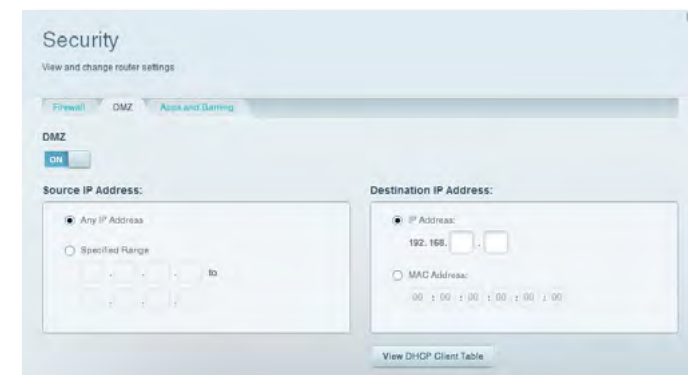 Security
View and change router settings
Firewall DMZ Apps and Gaming
DMZ
ON
Source IP Address:
Any IP Address
Specified Range
. . . to
. . .
Destination IP Address:
IP Address:
192. 168. .
MAC Address:
00 : 00 : 00 : 00 : 00 : 00
View DHCP Client Table